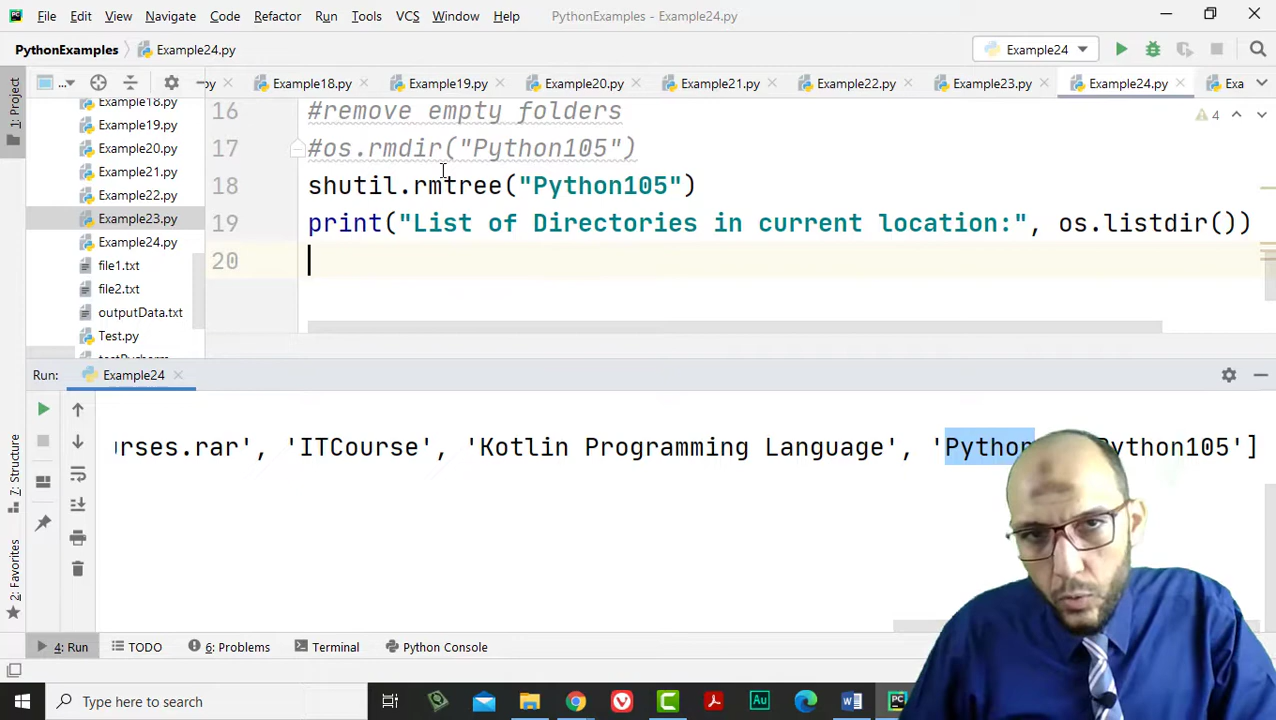 File Edit View Navigate Code Refactor Run Tools VCS Window Help PythonExamples - Example24.py
PythonExamples Example24.py Example24
1: Project
.py Example18.py Example19.py Example20.py Example21.py Example22.py Example23.py Example24.py Exa
Example18.py
Example19.py
Example20.py
Example21.py
Example22.py
Example23.py
Example24.py
file1.txt
file2.txt
outputData.txt
Test.py
4
16 #remove empty folders
17 #os.rmdir("Python105")
18 shutil.rmtree("Python105")
19 print("List of Directories in current location:", os.listdir())
20
Run: Example24
urses.rar', 'ITCourse', 'Kotlin Programming Language', 'Python Python105']
7: Structure
2: Favorites
4: Run TODO 6: Problems Terminal Python Console
Type here to search